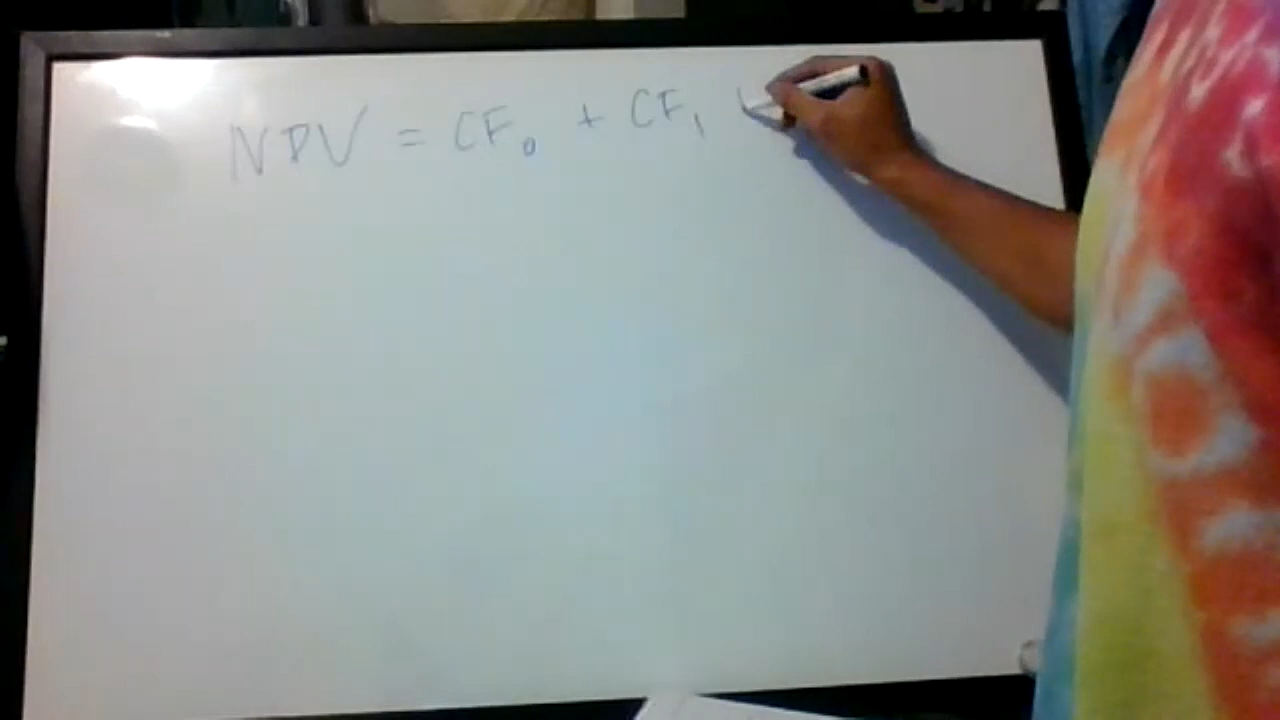 NPV = CF₀ + CF₁